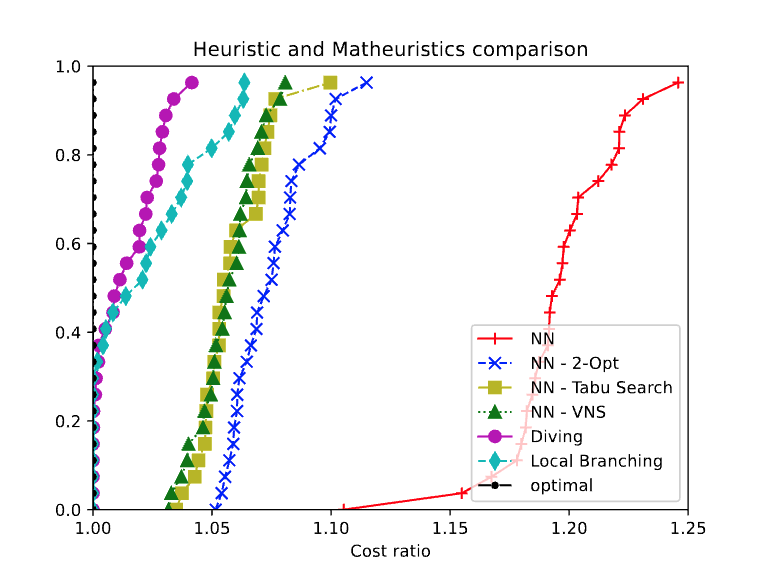 Heuristic and Matheuristics comparison
1.0
0.8
0.6
0.4
0.2
0.0
NN
NN - 2-Opt
NN - Tabu Search
NN - VNS
Diving
Local Branching
optimal
1.00 1.05 1.10 1.15 1.20 1.25
Cost ratio